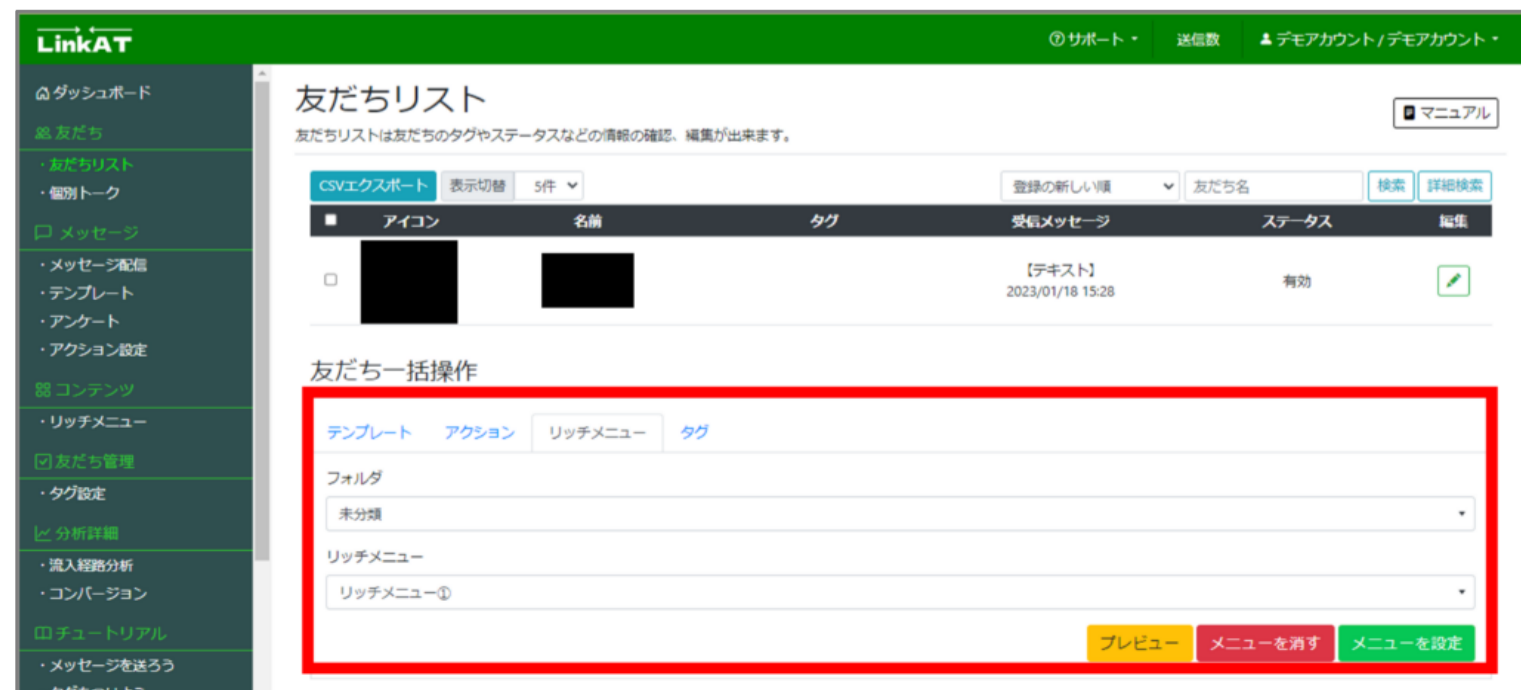 LinkAT
サポート
送信数
デモアカウント / デモアカウント
ダッシュボード
友だち
・友だちリスト
・個別トーク
メッセージ
・メッセージ配信
・テンプレート
・アンケート
・アクション設定
コンテンツ
・リッチメニュー
友だち管理
・タグ設定
分析詳細
・流入経路分析
・コンバージョン
チュートリアル
・メッセージを送ろう
友だちリスト
マニュアル
友だちリストは友だちのタグやステータスなどの情報の確認、編集が出来ます。
CSVエクスポート 表示切替 5件
登録の新しい順 友だち名 検索 詳細検索
アイコン 名前 タグ 受信メッセージ ステータス 編集
【テキスト】
2023/01/18 15:28
有効
友だち一括操作
テンプレート アクション リッチメニュー タグ
フォルダ
未分類
リッチメニュー
リッチメニュー①
プレビュー メニューを消す メニューを設定